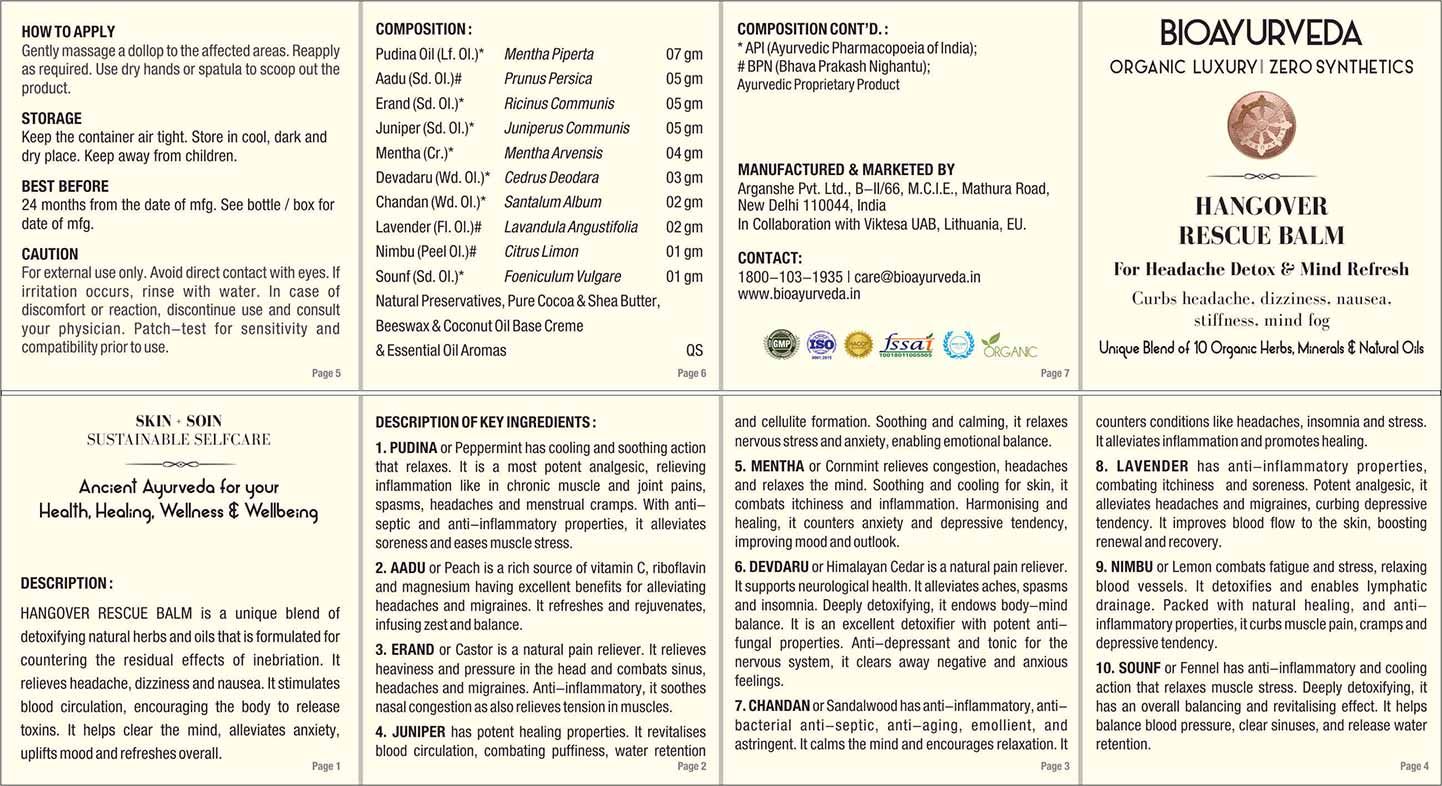 HOW TO APPLY
Gently massage a dollop to the affected areas. Reapply
as required. Use dry hands or spatula to scoop out the
product.
STORAGE
Keep the container air tight. Store in cool, dark and
dry place. Keep away from children.
BEST BEFORE
24 months from the date of mfg. See bottle / box for
date of mfg.
CAUTION
For external use only. Avoid direct contact with eyes. If
irritation occurs, rinse with water. In case of
discomfort or reaction, discontinue use and consult
your physician. Patch–test for sensitivity and
compatibility prior to use.
Page 5
COMPOSITION :
Pudina Oil (Lf. Ol.)* Mentha Piperta 07 gm
Aadu (Sd. Ol.)# Prunus Persica 05 gm
Erand (Sd. Ol.)* Ricinus Communis 05 gm
Juniper (Sd. Ol.)* Juniperus Communis 05 gm
Mentha (Cr.)* Mentha Arvensis 04 gm
Devadaru (Wd. Ol.)* Cedrus Deodara 03 gm
Chandan (Wd. Ol.)* Santalum Album 02 gm
Lavender (Fl. Ol.)# Lavandula Angustifolia 02 gm
Nimbu (Peel Ol.)# Citrus Limon 01 gm
Sounf (Sd. Ol.)* Foeniculum Vulgare 01 gm
Natural Preservatives, Pure Cocoa & Shea Butter,
Beeswax & Coconut Oil Base Creme
& Essential Oil Aromas QS
Page 6
COMPOSITION CONT'D. :
* API (Ayurvedic Pharmacopoeia of India);
# BPN (Bhava Prakash Nighantu);
Ayurvedic Proprietary Product
MANUFACTURED & MARKETED BY
Arganshe Pvt. Ltd., B–II/66, M.C.I.E., Mathura Road,
New Delhi 110044, India
In Collaboration with Viktesa UAB, Lithuania, EU.
CONTACT:
1800–103–1935 | care@bioayurveda.in
www.bioayurveda.in
GMP
ISO
9001:2015
HACCP
fssai
10018011005565
ORGANIC
Page 7
BIOAYURVEDA
ORGANIC LUXURY | ZERO SYNTHETICS
HANGOVER
RESCUE BALM
For Headache Detox & Mind Refresh
Curbs headache, dizziness, nausea,
stiffness, mind fog
Unique Blend of 10 Organic Herbs, Minerals & Natural Oils
SKIN + SOIN
SUSTAINABLE SELFCARE
Ancient Ayurveda for your
Health, Healing, Wellness & Wellbeing
DESCRIPTION :
HANGOVER RESCUE BALM is a unique blend of
detoxifying natural herbs and oils that is formulated for
countering the residual effects of inebriation. It
relieves headache, dizziness and nausea. It stimulates
blood circulation, encouraging the body to release
toxins. It helps clear the mind, alleviates anxiety,
uplifts mood and refreshes overall.
Page 1
DESCRIPTION OF KEY INGREDIENTS :
1. PUDINA or Peppermint has cooling and soothing action
that relaxes. It is a most potent analgesic, relieving
inflammation like in chronic muscle and joint pains,
spasms, headaches and menstrual cramps. With anti–
septic and anti–inflammatory properties, it alleviates
soreness and eases muscle stress.
2. AADU or Peach is a rich source of vitamin C, riboflavin
and magnesium having excellent benefits for alleviating
headaches and migraines. It refreshes and rejuvenates,
infusing zest and balance.
3. ERAND or Castor is a natural pain reliever. It relieves
heaviness and pressure in the head and combats sinus,
headaches and migraines. Anti–inflammatory, it soothes
nasal congestion as also relieves tension in muscles.
4. JUNIPER has potent healing properties. It revitalises
blood circulation, combating puffiness, water retention
Page 2
and cellulite formation. Soothing and calming, it relaxes
nervous stress and anxiety, enabling emotional balance.
5. MENTHA or Cornmint relieves congestion, headaches
and relaxes the mind. Soothing and cooling for skin, it
combats itchiness and inflammation. Harmonising and
healing, it counters anxiety and depressive tendency,
improving mood and outlook.
6. DEVDARU or Himalayan Cedar is a natural pain reliever.
It supports neurological health. It alleviates aches, spasms
and insomnia. Deeply detoxifying, it endows body–mind
balance. It is an excellent detoxifier with potent anti–
fungal properties. Anti–depressant and tonic for the
nervous system, it clears away negative and anxious
feelings.
7. CHANDAN or Sandalwood has anti–inflammatory, anti–
bacterial anti–septic, anti–aging, emollient, and
astringent. It calms the mind and encourages relaxation. It
Page 3
counters conditions like headaches, insomnia and stress.
It alleviates inflammation and promotes healing.
8. LAVENDER has anti–inflammatory properties,
combating itchiness and soreness. Potent analgesic, it
alleviates headaches and migraines, curbing depressive
tendency. It improves blood flow to the skin, boosting
renewal and recovery.
9. NIMBU or Lemon combats fatigue and stress, relaxing
blood vessels. It detoxifies and enables lymphatic
drainage. Packed with natural healing, and anti–
inflammatory properties, it curbs muscle pain, cramps and
depressive tendency.
10. SOUNF or Fennel has anti–inflammatory and cooling
action that relaxes muscle stress. Deeply detoxifying, it
has an overall balancing and revitalising effect. It helps
balance blood pressure, clear sinuses, and release water
retention.
Page 4